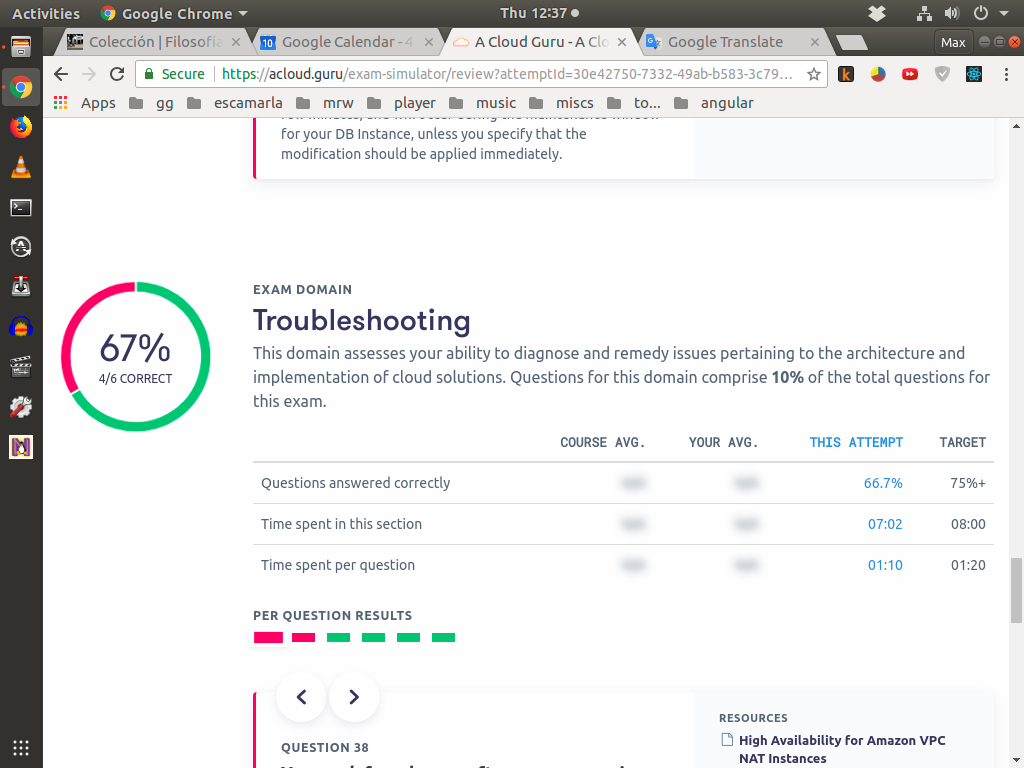 Activities
Google Chrome
Thu 12:37
Colección | Filosofía
10 Google Calendar - 4
A Cloud Guru - A Clo
Google Translate
Max
Secure
https://acloud.guru/exam-simulator/review?attemptId=30e42750-7332-49ab-b583-3c79...
Apps
gg
escamarla
mrw
player
music
miscs
to...
angular
for your DB Instance, unless you specify that the
modification should be applied immediately.
67%
4/6 CORRECT
EXAM DOMAIN
Troubleshooting
This domain assesses your ability to diagnose and remedy issues pertaining to the architecture and
implementation of cloud solutions. Questions for this domain comprise 10% of the total questions for
this exam.
COURSE AVG. YOUR AVG. THIS ATTEMPT TARGET
Questions answered correctly 66.7% 75%+
Time spent in this section 07:02 08:00
Time spent per question 01:10 01:20
PER QUESTION RESULTS
QUESTION 38
RESOURCES
High Availability for Amazon VPC
NAT Instances